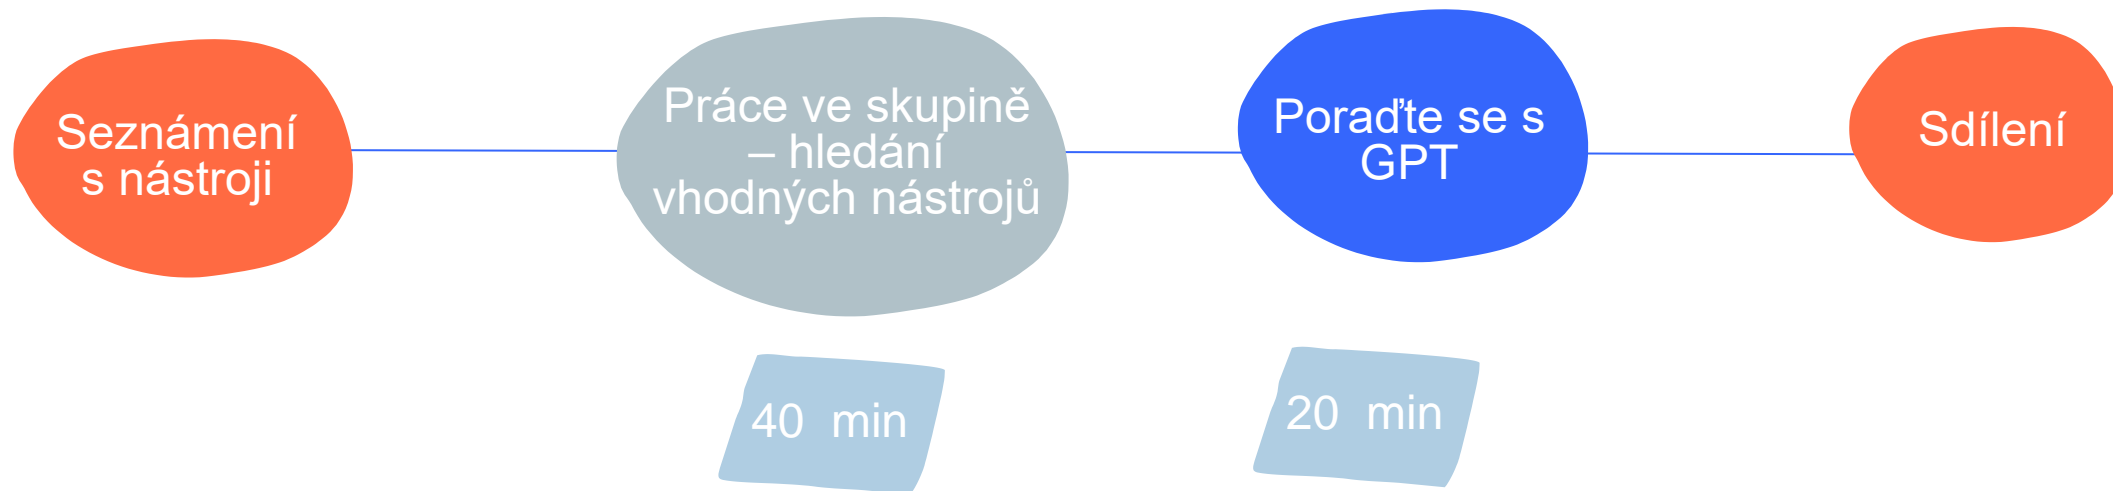 Seznámení
s nástroji
Práce ve skupině
– hledání
vhodných nástrojů
Poraďte se s
GPT
Sdílení
40 min
20 min